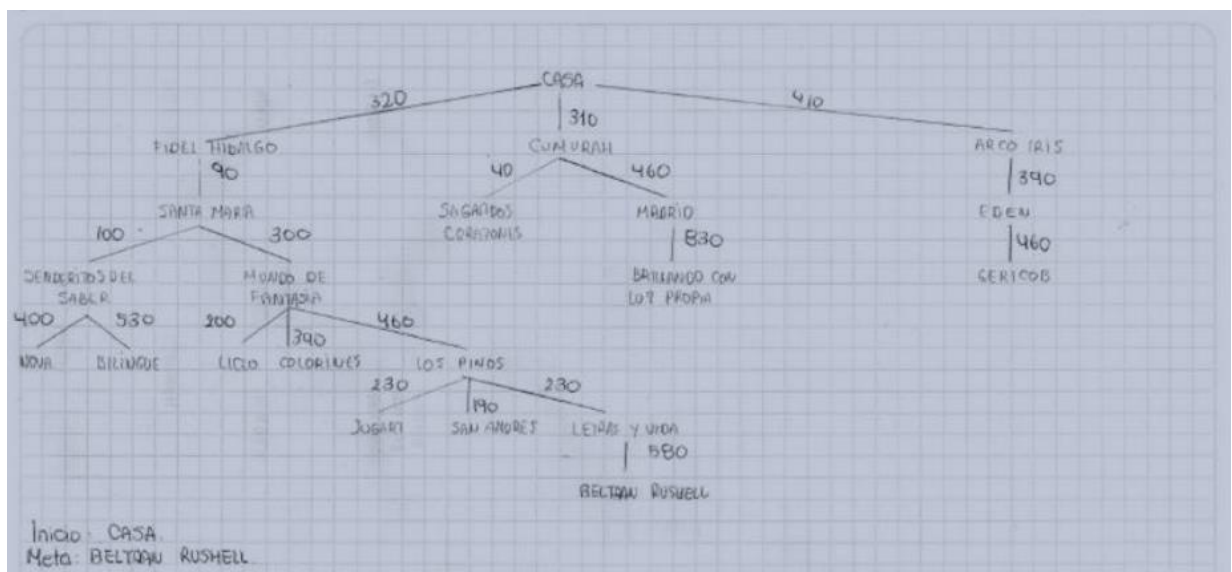 CASA
320
310
410
FIDEL HIDALGO
CUMURAH
ARCO IRIS
90
40
460
390
SANTA MARIA
SAGRADOS
CORAZONES
MADRID
EDEN
100
300
830
460
SENDERITOS DEL
SABER
MUNDO DE
FANTASIA
BRILLANDO CON
LUZ PROPIA
GERICOB
400
530
200
390
460
NOVA
BILINGUE
LICEO
COLORINES
LOS PINOS
230
190
230
JUGART
SAN ANDRES
LETRAS Y VIDA
580
BELTRAN RUSHELL
Inicio: CASA
Meta: BELTRAN RUSHELL